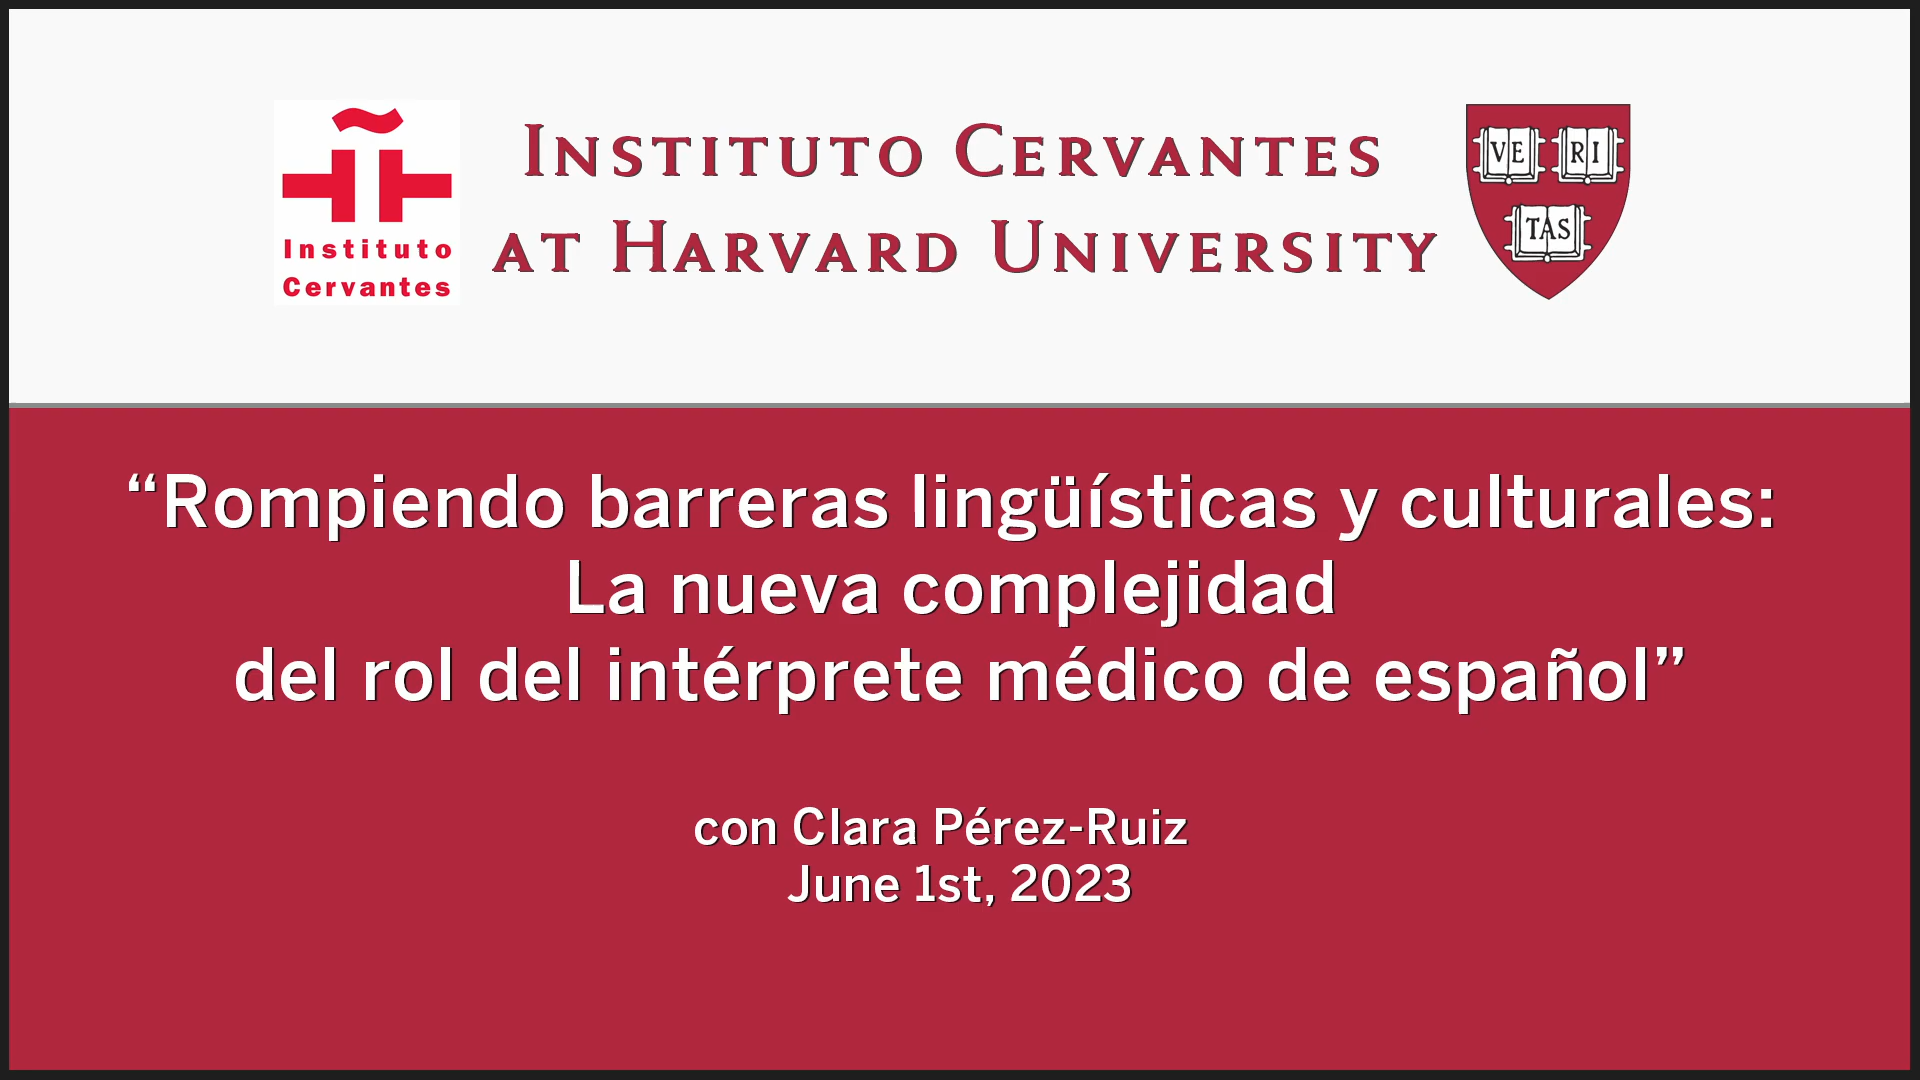 Instituto
Cervantes
INSTITUTO CERVANTES
AT HARVARD UNIVERSITY
VE RI
TAS
“Rompiendo barreras lingüísticas y culturales:
La nueva complejidad
del rol del intérprete médico de español”
con Clara Pérez-Ruiz
June 1st, 2023